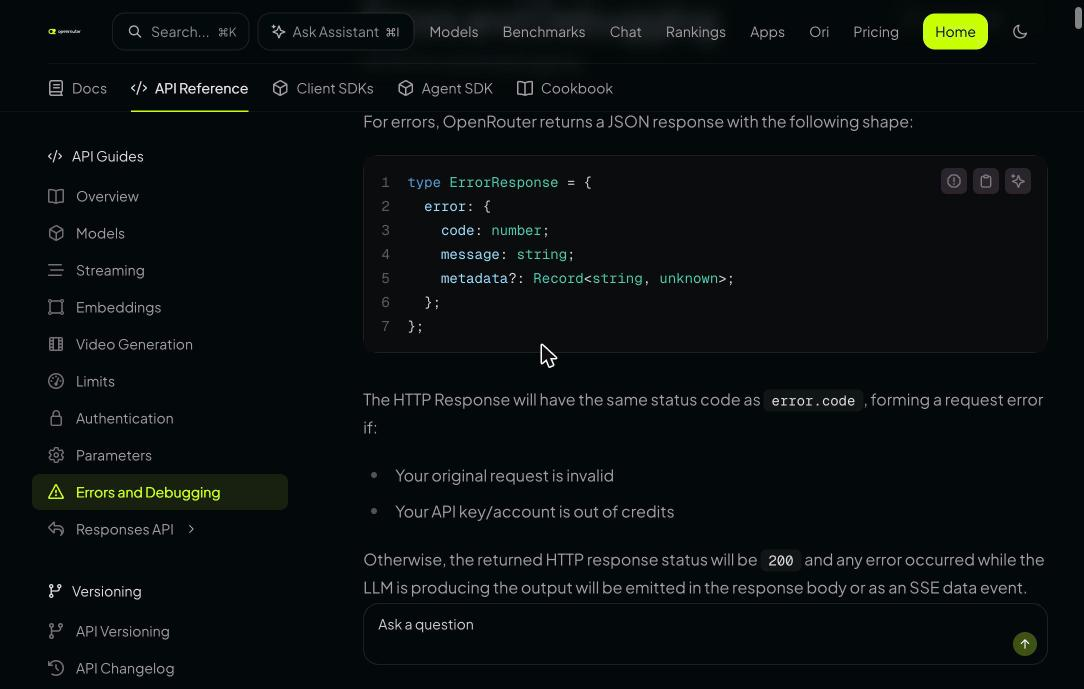 openrouter
Search... ⌘K
Ask Assistant ⌘I
Models
Benchmarks
Chat
Rankings
Apps
Ori
Pricing
Home
Docs
API Reference
Client SDKs
Agent SDK
Cookbook
API Guides
Overview
Models
Streaming
Embeddings
Video Generation
Limits
Authentication
Parameters
Errors and Debugging
Responses API
Versioning
API Versioning
API Changelog
For errors, OpenRouter returns a JSON response with the following shape:
1 type ErrorResponse = {
2   error: {
3     code: number;
4     message: string;
5     metadata?: Record<string, unknown>;
6   };
7 };
The HTTP Response will have the same status code as error.code, forming a request error
if:
• Your original request is invalid
• Your API key/account is out of credits
Otherwise, the returned HTTP response status will be 200 and any error occurred while the
LLM is producing the output will be emitted in the response body or as an SSE data event.
Ask a question